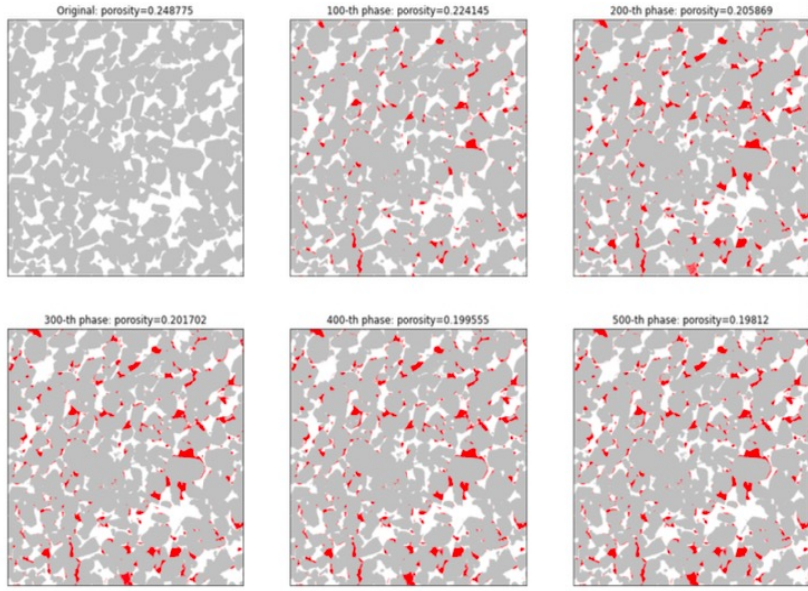 Original: porosity=0.248775
100-th phase: porosity=0.224145
200-th phase: porosity=0.205869
300-th phase: porosity=0.201702
400-th phase: porosity=0.199555
500-th phase: porosity=0.19812